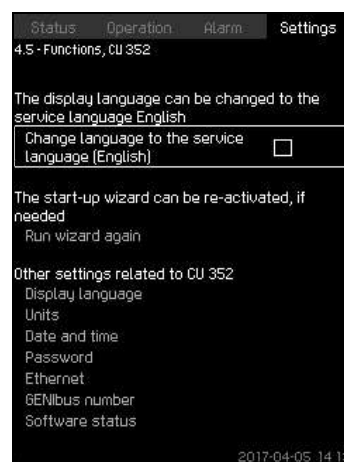 Status Operation Alarm Settings
4.5 - Functions, CU 352
The display language can be changed to the
service language English
Change language to the service
language (English)
The start-up wizard can be re-activated, if
needed
Run wizard again
Other settings related to CU 352
Display language
Units
Date and time
Password
Ethernet
GENIbus number
Software status
2017-04-05 14:1